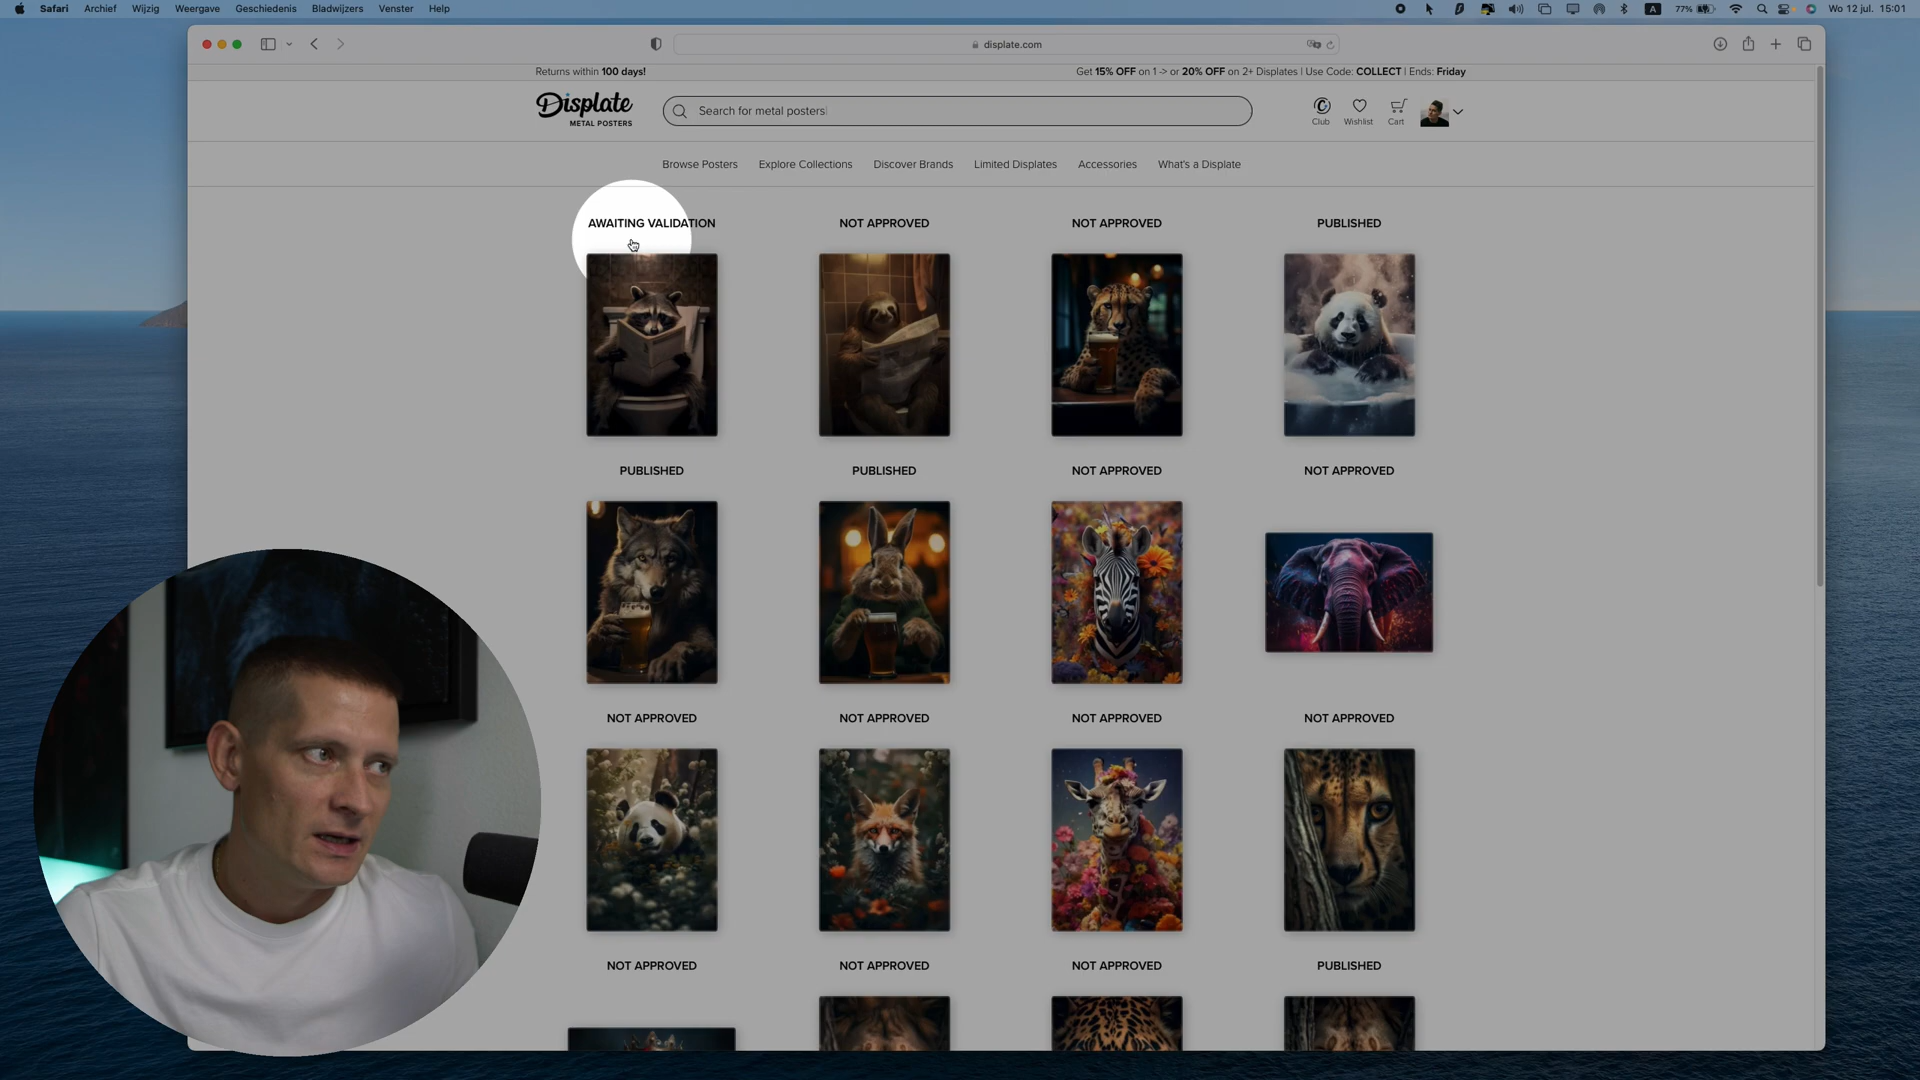 Safari Archief Wijzig Weergave Geschiedenis Bladwijzers Venster Help
A 77% Wo 12 jul. 15:01
displate.com
Returns within 100 days!
Get 15% OFF on 1 -> or 20% OFF on 2+ Displates | Use Code: COLLECT | Ends: Friday
Displate
METAL POSTERS
Search for metal posters
Club Wishlist Cart
Browse Posters Explore Collections Discover Brands Limited Displates Accessories What's a Displate
AWAITING VALIDATION NOT APPROVED NOT APPROVED PUBLISHED
PUBLISHED PUBLISHED NOT APPROVED NOT APPROVED
NOT APPROVED NOT APPROVED NOT APPROVED NOT APPROVED
NOT APPROVED NOT APPROVED NOT APPROVED PUBLISHED